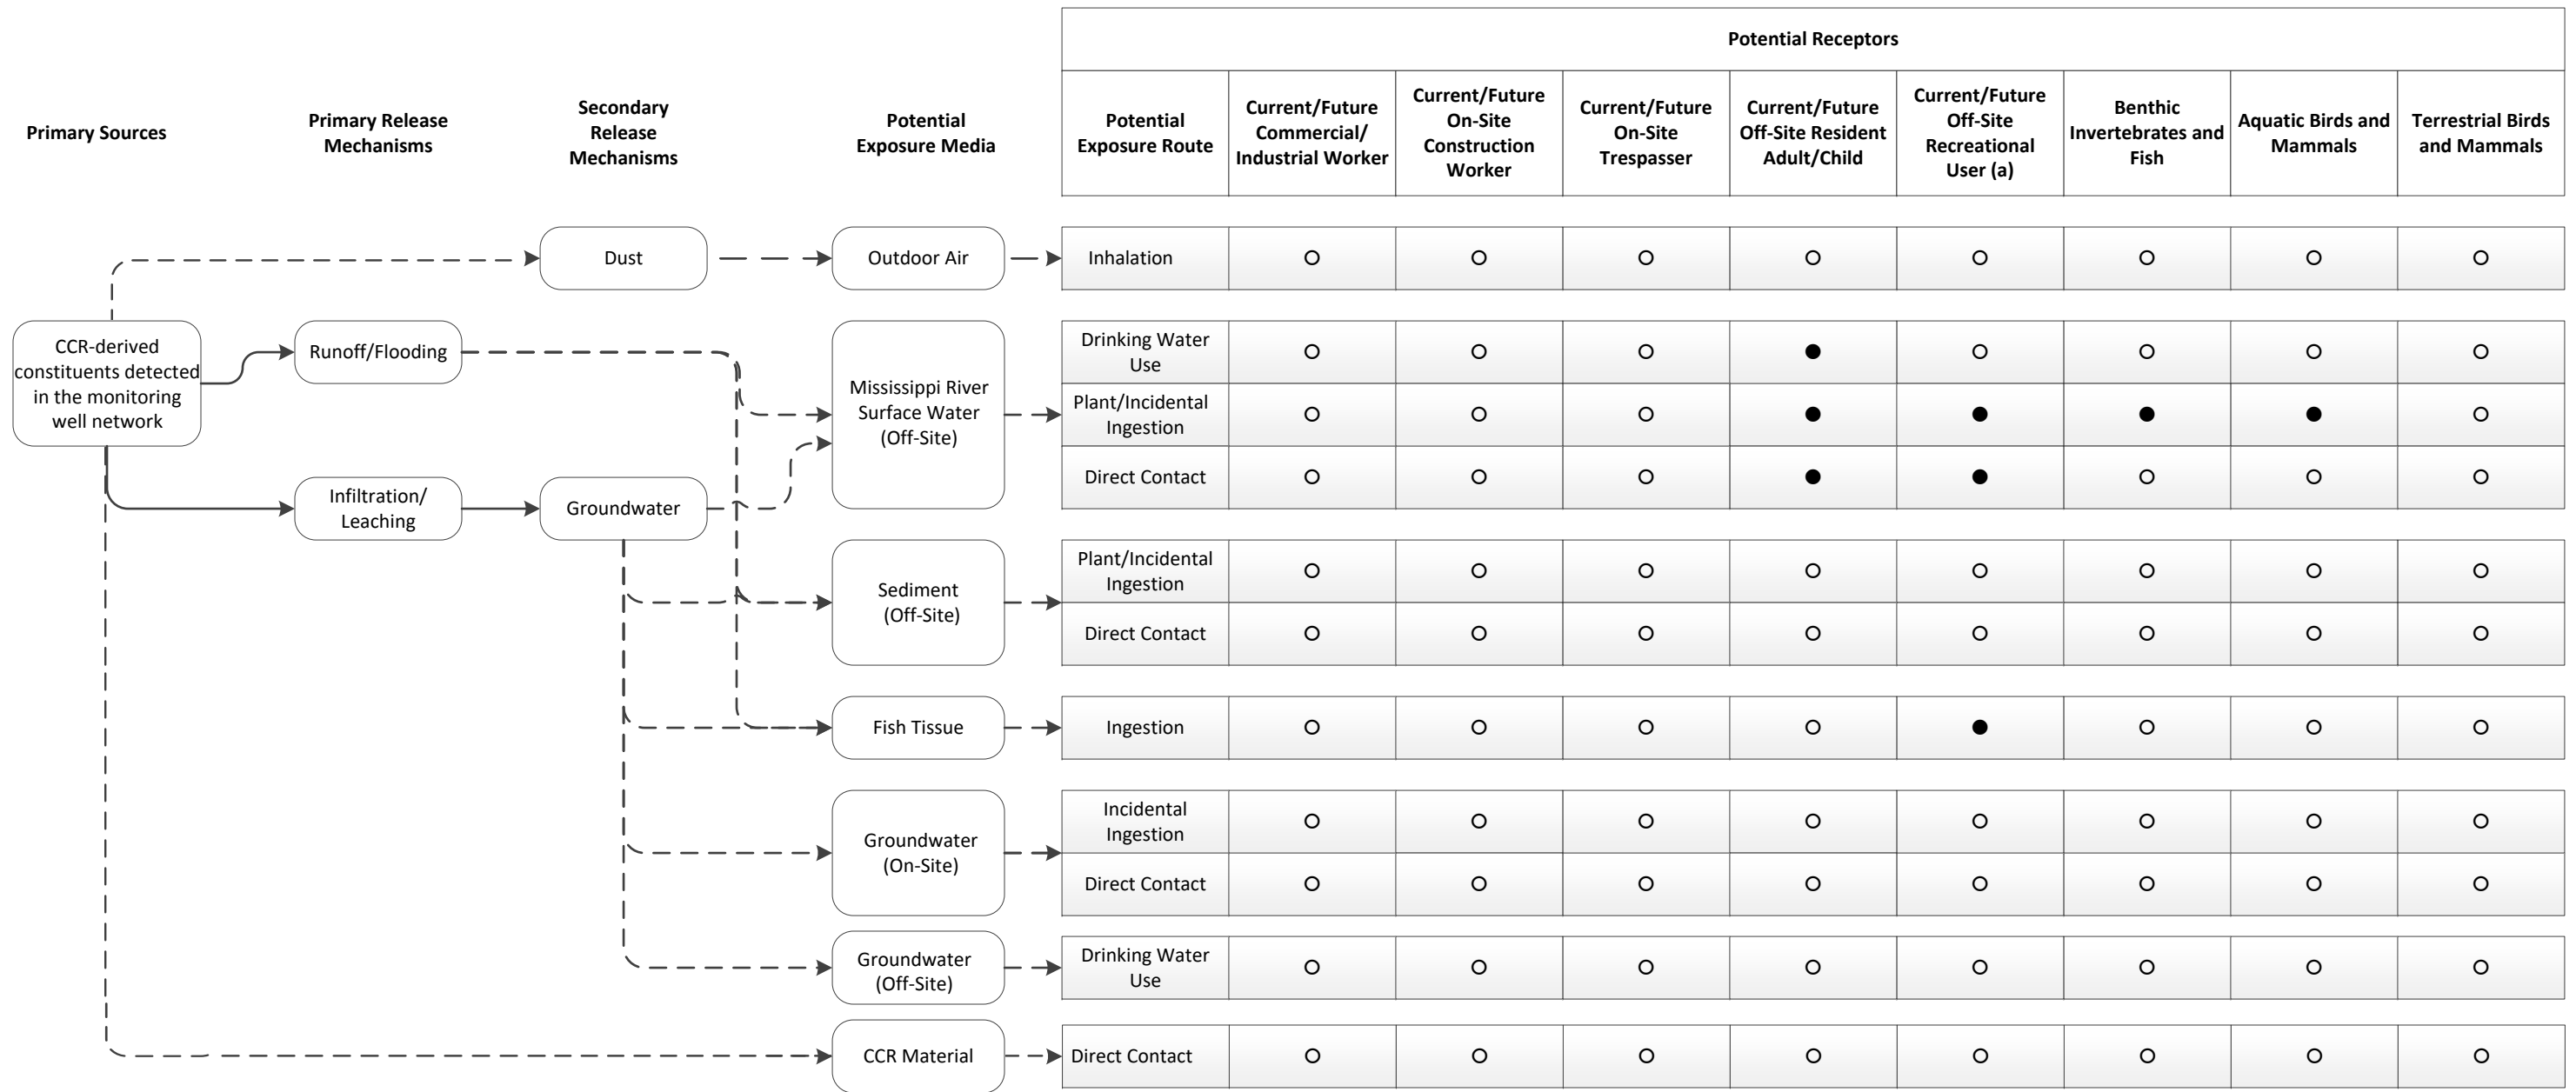 Potential Receptors
Primary Sources
Primary Release
Mechanisms
Secondary
Release
Mechanisms
Potential
Exposure Media
Potential
Exposure Route
Current/Future
Commercial/
Industrial Worker
Current/Future
On-Site
Construction
Worker
Current/Future
On-Site
Trespasser
Current/Future
Off-Site Resident
Adult/Child
Current/Future
Off-Site
Recreational
User (a)
Benthic
Invertebrates and
Fish
Aquatic Birds and
Mammals
Terrestrial Birds
and Mammals
Dust
Outdoor Air
Inhalation
CCR-derived
constituents detected
in the monitoring
well network
Runoff/Flooding
Mississippi River
Surface Water
(Off-Site)
Drinking Water
Use
Plant/Incidental
Ingestion
Direct Contact
Infiltration/
Leaching
Groundwater
Sediment
(Off-Site)
Plant/Incidental
Ingestion
Direct Contact
Fish Tissue
Ingestion
Groundwater
(On-Site)
Incidental
Ingestion
Direct Contact
Groundwater
(Off-Site)
Drinking Water
Use
CCR Material
Direct Contact